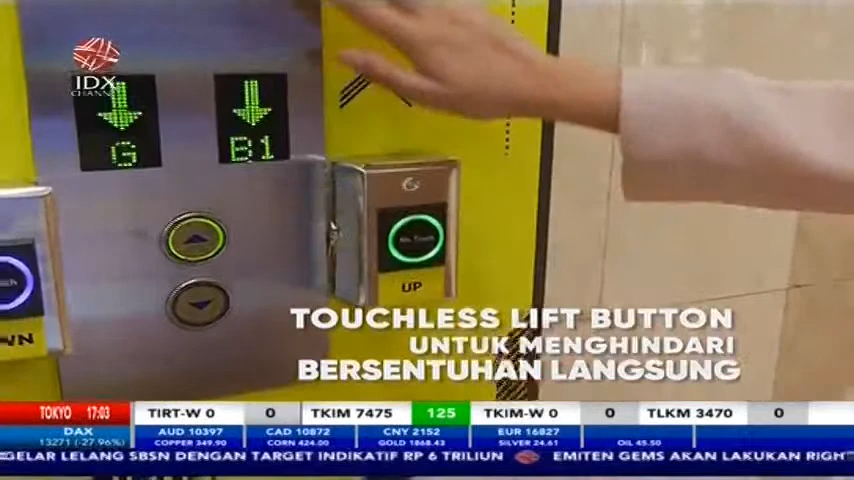 IDX
CHANNEL
G
B1
No Touch
UP
WN
TOUCHLESS LIFT BUTTON
UNTUK MENGHINDARI
BERSENTUHAN LANGSUNG
TOKYO 17:03
TIRT-W 0 0 TKIM 7475 125 TKIM-W 0 0 TLKM 3470 0
DAX
13271 (-27.96%)
AUD 10397 CAD 10872 CNY 2152 EUR 16827
COPPER 349.90 CORN 424.00 GOLD 1868.43 SILVER 24.61 OIL 45.50
GELAR LELANG SBSN DENGAN TARGET INDIKATIF RP 6 TRILIUN EMITEN GEMS AKAN LAKUKAN RIGH